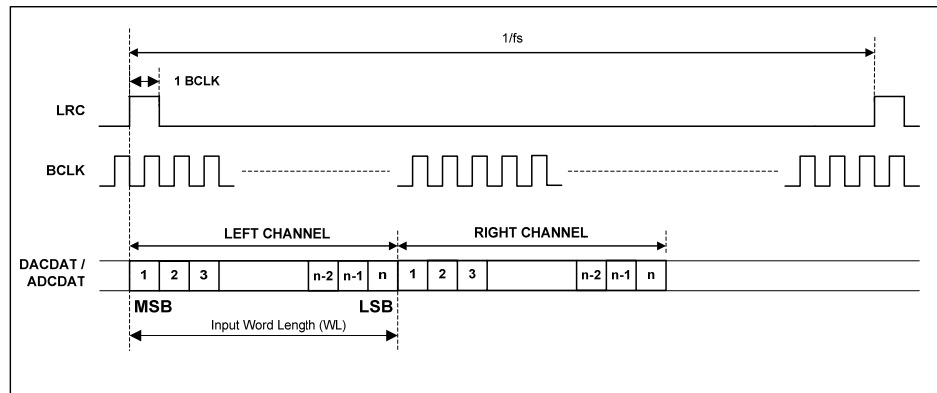 1/fs
1 BCLK
LRC
BCLK
LEFT CHANNEL
RIGHT CHANNEL
DACDAT /
ADCDAT
1 2 3 n-2 n-1 n 1 2 3 n-2 n-1 n
MSB
LSB
Input Word Length (WL)